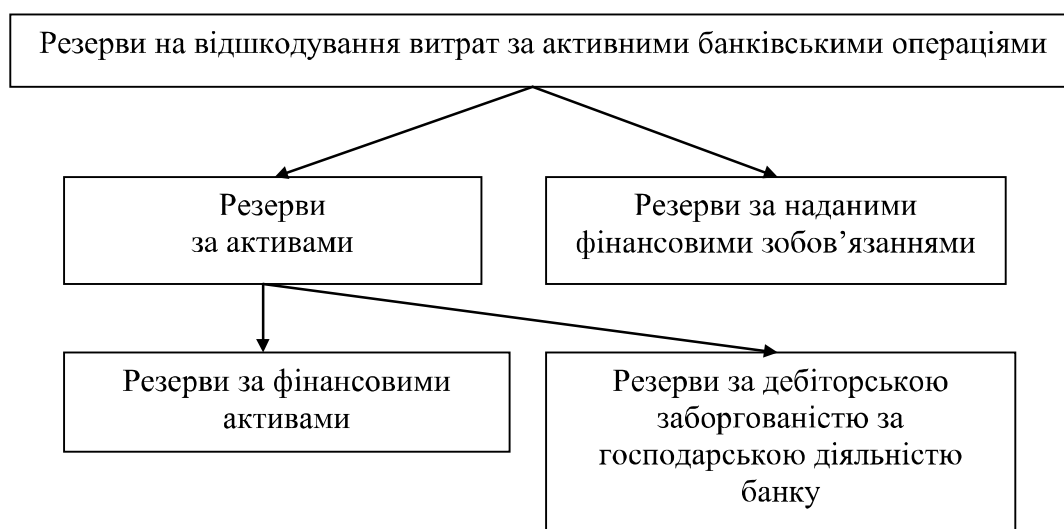 Резерви на відшкодування витрат за активними банківськими операціями
Резерви
за активами
Резерви за наданими
фінансовими зобов’язаннями
Резерви за фінансовими
активами
Резерви за дебіторською
заборгованістю за
господарською діяльністю
банку